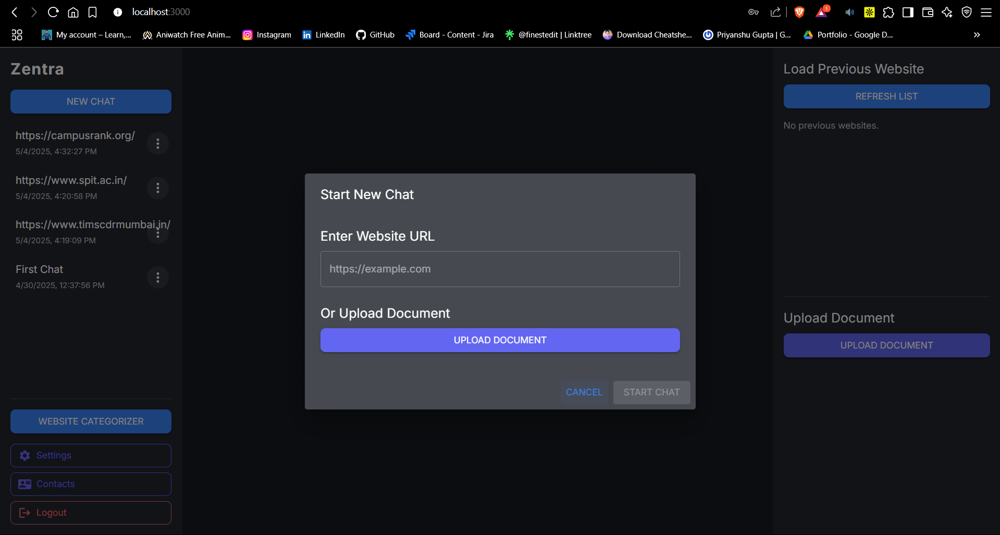 localhost:3000
1
My account – Learn,...
Aniwatch Free Anim...
Instagram
LinkedIn
GitHub
Board - Content - Jira
@finestedit | Linktree
Download Cheatshe...
Priyanshu Gupta | G...
Portfolio - Google D...
»
Zentra
NEW CHAT
https://campusrank.org/
5/4/2025, 4:32:27 PM
https://www.spit.ac.in/
5/4/2025, 4:20:58 PM
https://www.timscdrmumbai.in/
5/4/2025, 4:19:09 PM
First Chat
4/30/2025, 12:37:56 PM
WEBSITE CATEGORIZER
Settings
Contacts
Logout
Start New Chat
Enter Website URL
https://example.com
Or Upload Document
UPLOAD DOCUMENT
CANCEL
START CHAT
Load Previous Website
REFRESH LIST
No previous websites.
Upload Document
UPLOAD DOCUMENT